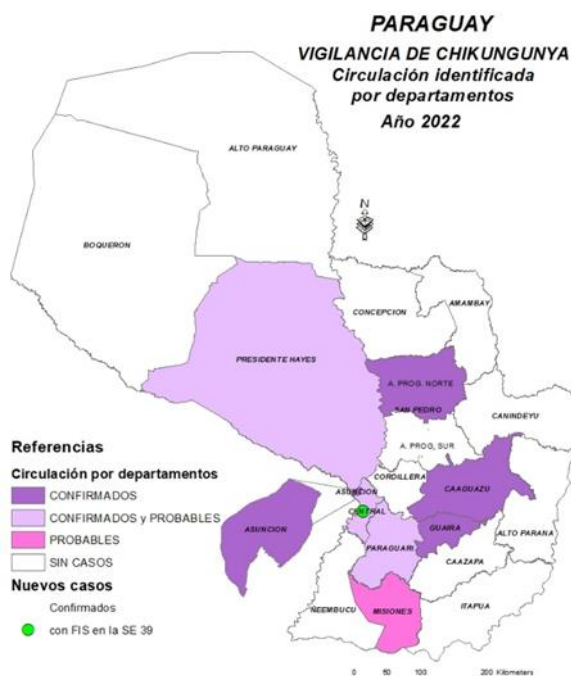 PARAGUAY
VIGILANCIA DE CHIKUNGUNYA
Circulación identificada
por departamentos
Año 2022
ALTO PARAGUAY
N
BOQUERON
CONCEPCION
AMAMBAY
PRESIDENTE HAYES
A. PROG. NORTE
SAN PEDRO
CANINDEYU
A. PROG, SUR
Referencias
Circulación por departamentos
CONFIRMADOS
CONFIRMADOS y PROBABLES
PROBABLES
SIN CASOS
Nuevos casos
Confirmados
con FIS en la SE 39
CORDILLERA
ASUNCION
CAAGUAZU
CENTRAL
ASUNCION
GUAIRA
ALTO PARANA
PARAGUARI
CAAZAPA
ÑEEMBUCU
MISIONES
ITAPUA
0 50 100 200 Kilometers